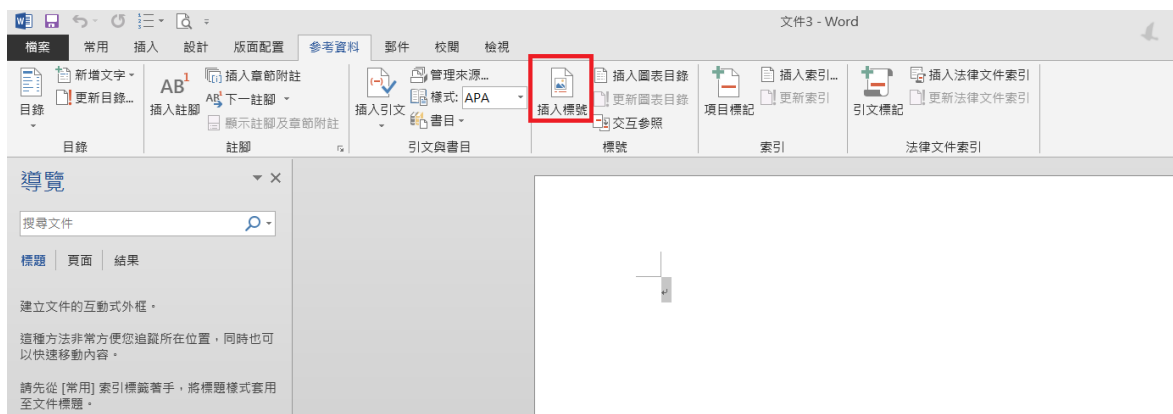 文件3 - Word
檔案 常用 插入 設計 版面配置 參考資料 郵件 校閱 檢視
目錄
新增文字
更新目錄...
目錄
AB1
插入註腳
插入章節附註
AB1 下一註腳
顯示註腳及章節附註
註腳
插入引文
管理來源...
樣式: APA
書目
引文與書目
插入標號
插入圖表目錄
更新圖表目錄
交互參照
標號
項目標記
插入索引...
更新索引
索引
引文標記
插入法律文件索引
更新法律文件索引
法律文件索引
導覽
搜尋文件
標題 頁面 結果
建立文件的互動式外框。
這種方法非常方便您追蹤所在位置，同時也可
以快速移動內容。
請先從 [常用] 索引標籤著手，將標題樣式套用
至文件標題。